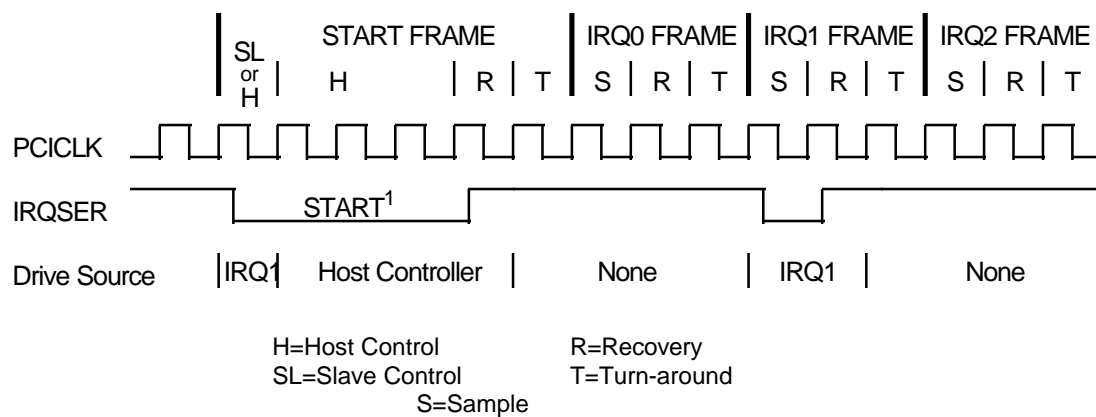 START FRAME IRQ0 FRAME IRQ1 FRAME IRQ2 FRAME
SL
or
H
H R T S R T S R T S R T
PCICLK
IRQSER START1
Drive Source IRQ1 Host Controller None IRQ1 None
H=Host Control R=Recovery
SL=Slave Control T=Turn-around
S=Sample